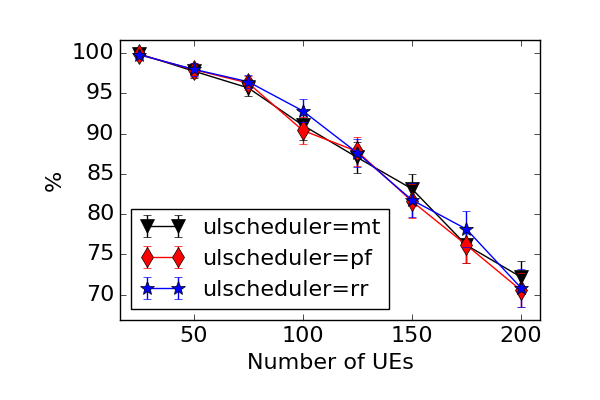 100
95
90
85
80
75
70
%
ulscheduler=mt
ulscheduler=pf
ulscheduler=rr
50 100 150 200
Number of UEs